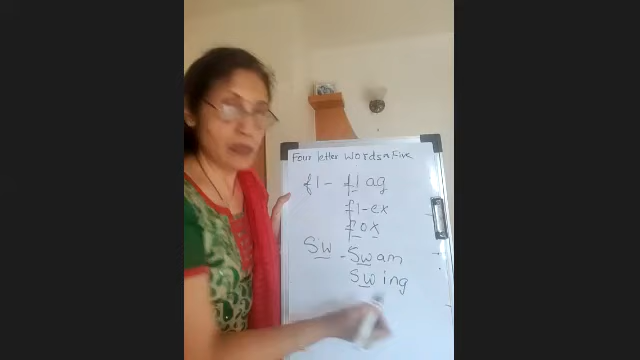 Four letter words & Five
fl - flag
fl-ex
fox
Sw - Swam
Swing